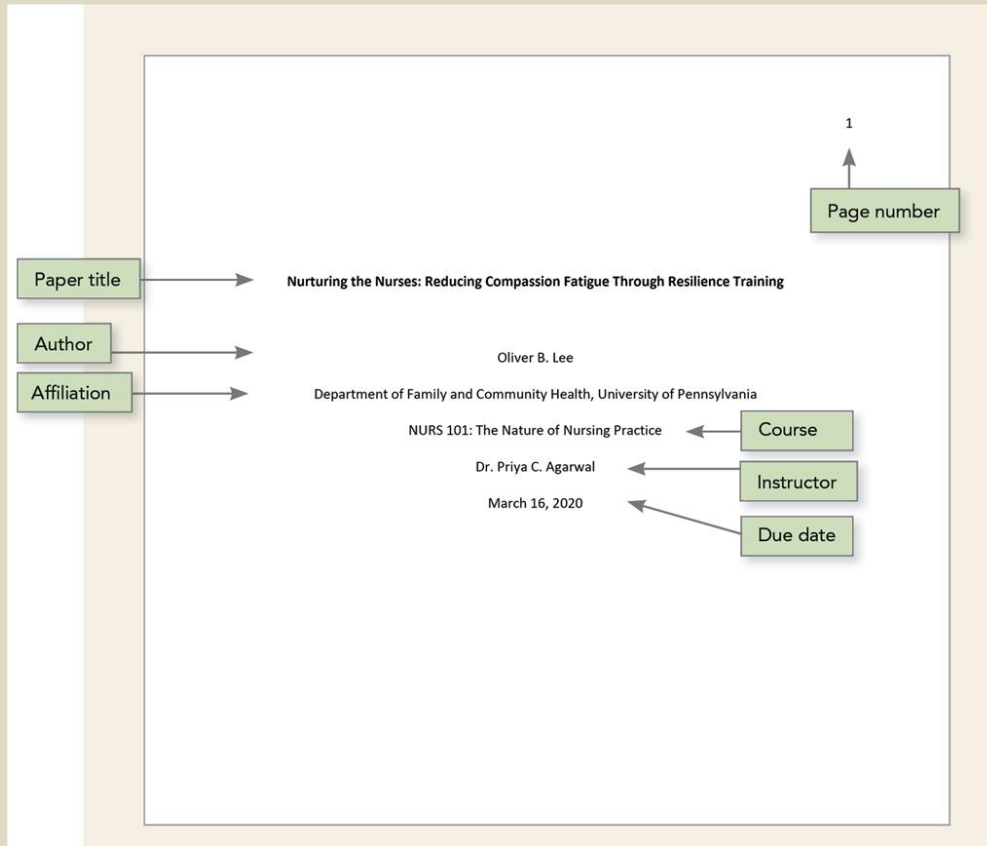 1
Page number
Paper title
Nurturing the Nurses: Reducing Compassion Fatigue Through Resilience Training
Author
Oliver B. Lee
Affiliation
Department of Family and Community Health, University of Pennsylvania
NURS 101: The Nature of Nursing Practice
Course
Dr. Priya C. Agarwal
Instructor
March 16, 2020
Due date